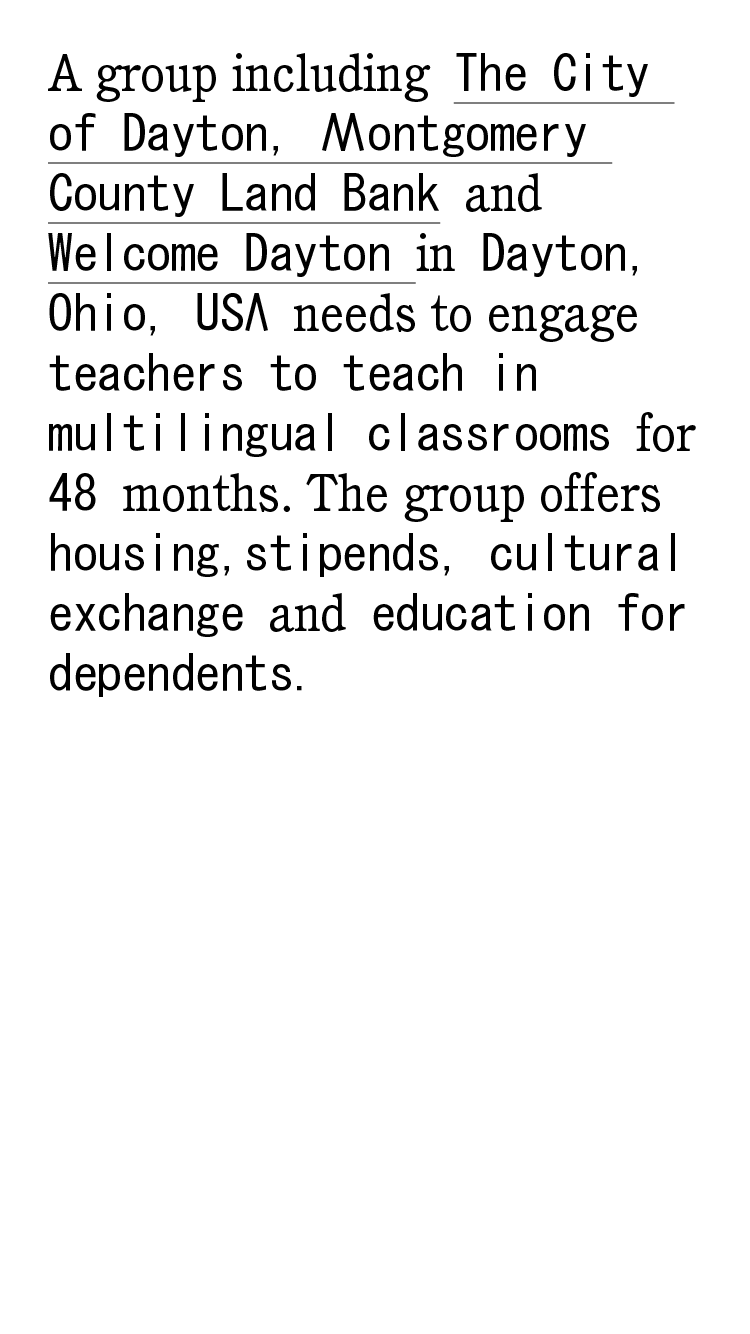 A group including The City
of Dayton, Montgomery
County Land Bank and
Welcome Dayton in Dayton,
Ohio, USA needs to engage
teachers to teach in
multilingual classrooms for
48 months. The group offers
housing,stipends, cultural
exchange and education for
dependents.